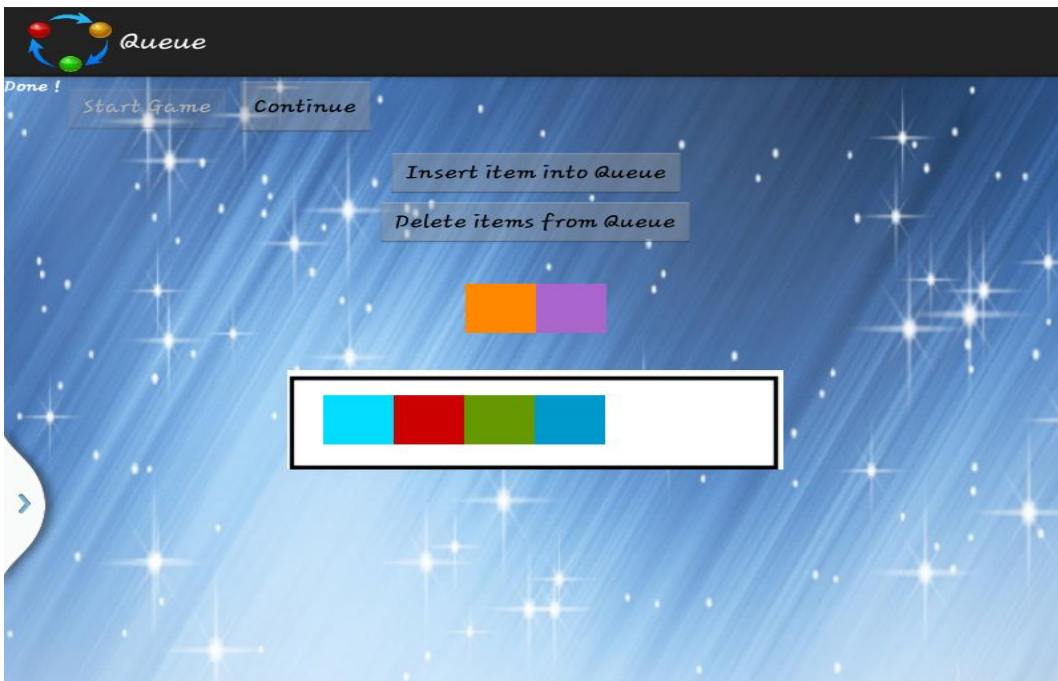 Queue
Done !
Start Game
Continue
Insert item into Queue
Delete items from Queue